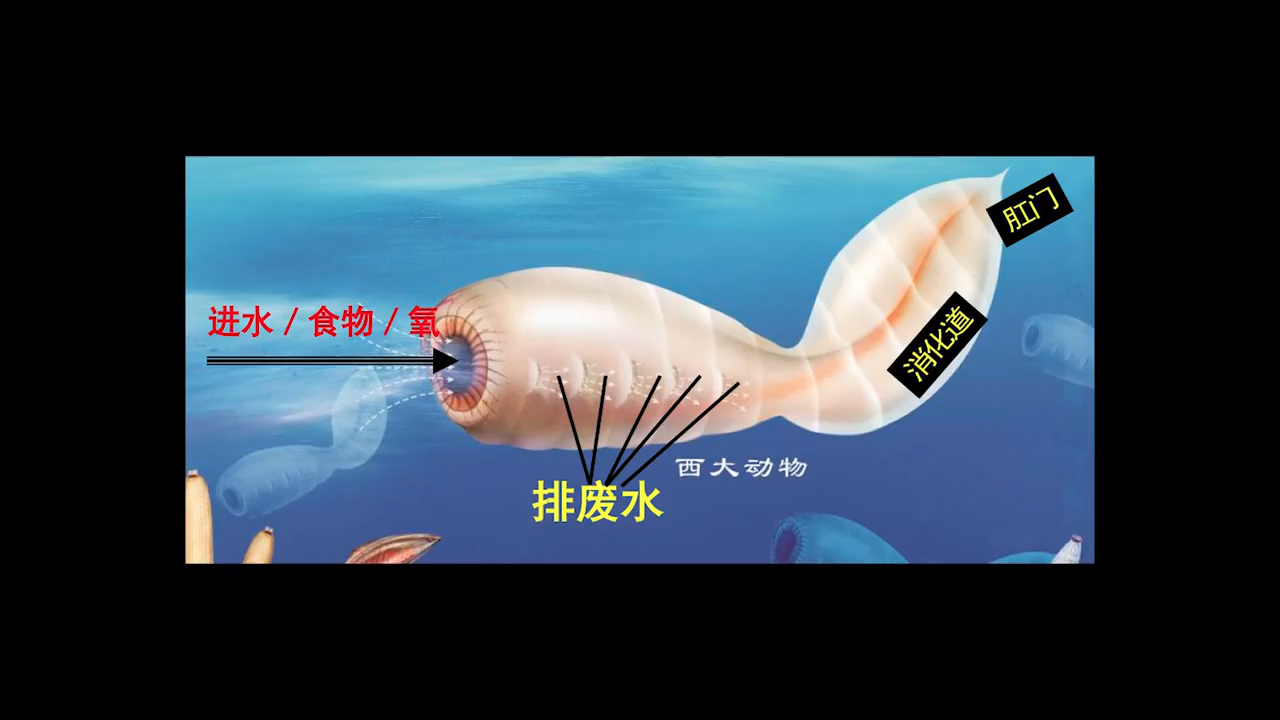 肛门
进水/食物/氧
消化道
西大动物
排废水